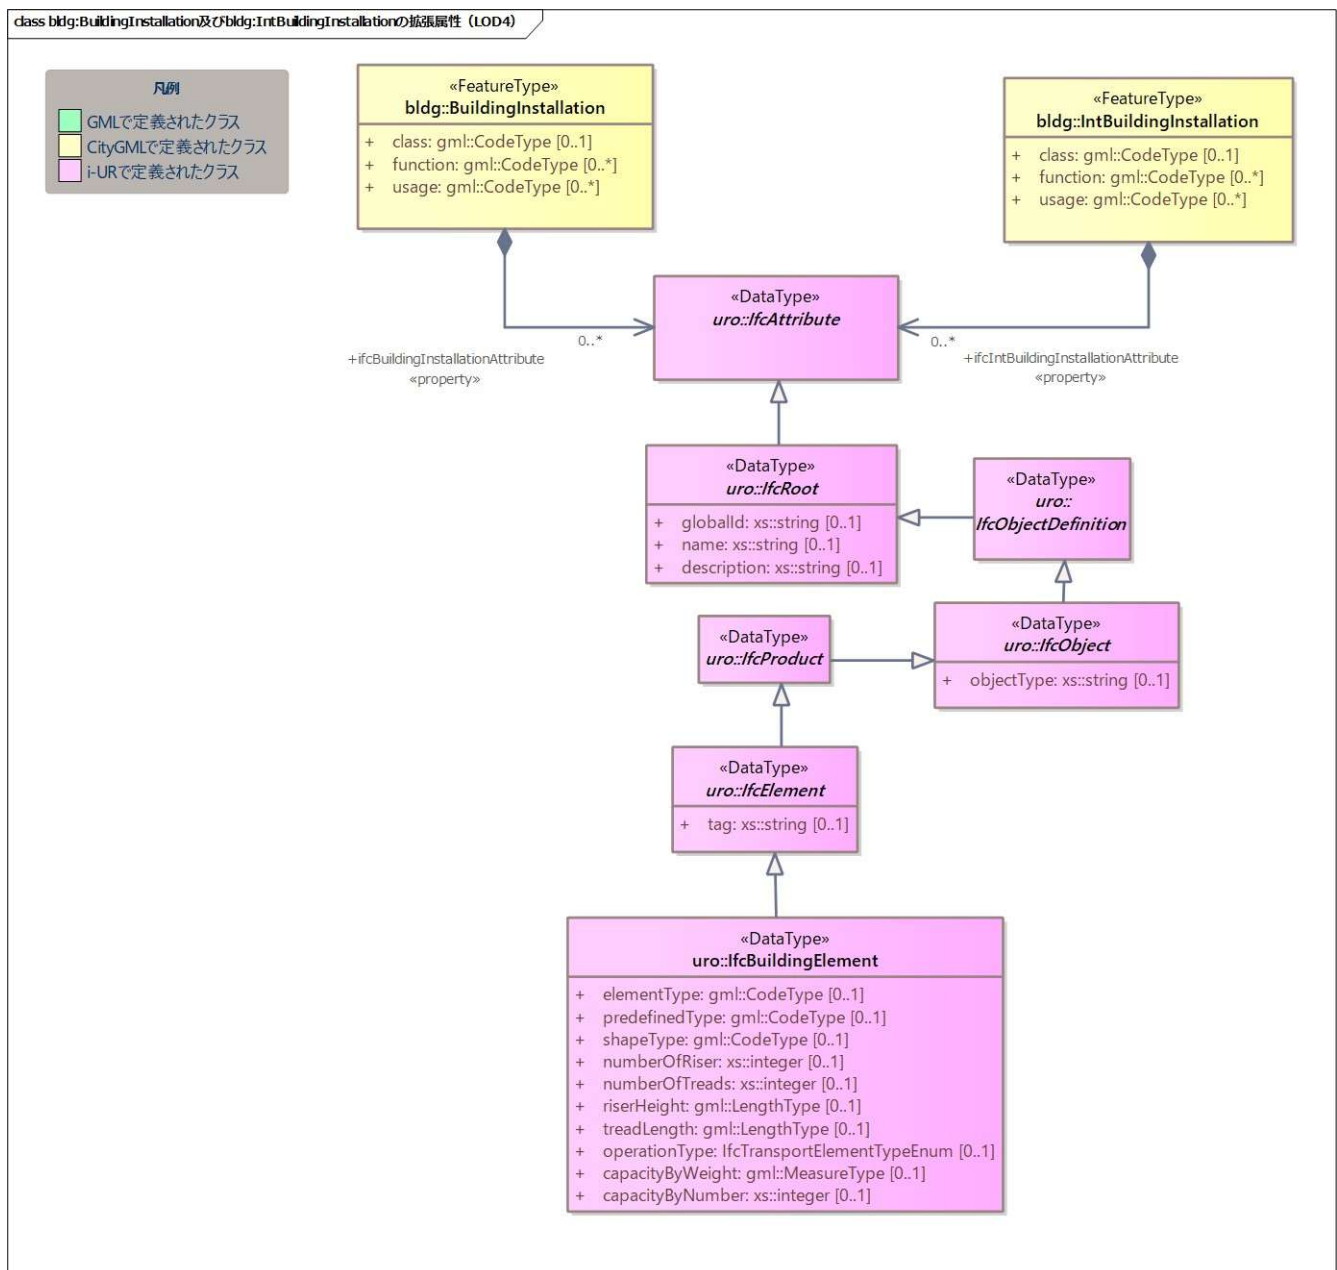 class bldg:BuildingInstallation及びbldg:IntBuildingInstallationの拡張属性（LOD4）
凡例
GMLで定義されたクラス
CityGMLで定義されたクラス
i-URで定義されたクラス
«FeatureType»
bldg::BuildingInstallation
+ class: gml::CodeType [0..1]
+ function: gml::CodeType [0..*]
+ usage: gml::CodeType [0..*]
«FeatureType»
bldg::IntBuildingInstallation
+ class: gml::CodeType [0..1]
+ function: gml::CodeType [0..*]
+ usage: gml::CodeType [0..*]
«DataType»
uro::IfcAttribute
0..*
+ifcBuildingInstallationAttribute
«property»
0..*
+ifcIntBuildingInstallationAttribute
«property»
«DataType»
uro::IfcRoot
+ globalId: xs::string [0..1]
+ name: xs::string [0..1]
+ description: xs::string [0..1]
«DataType»
uro::
IfcObjectDefinition
«DataType»
uro::IfcProduct
«DataType»
uro::IfcObject
+ objectType: xs::string [0..1]
«DataType»
uro::IfcElement
+ tag: xs::string [0..1]
«DataType»
uro::IfcBuildingElement
+ elementType: gml::CodeType [0..1]
+ predefinedType: gml::CodeType [0..1]
+ shapeType: gml::CodeType [0..1]
+ numberOfRiser: xs::integer [0..1]
+ numberOfTreads: xs::integer [0..1]
+ riserHeight: gml::LengthType [0..1]
+ treadLength: gml::LengthType [0..1]
+ operationType: IfcTransportElementTypeEnum [0..1]
+ capacityByWeight: gml::MeasureType [0..1]
+ capacityByNumber: xs::integer [0..1]